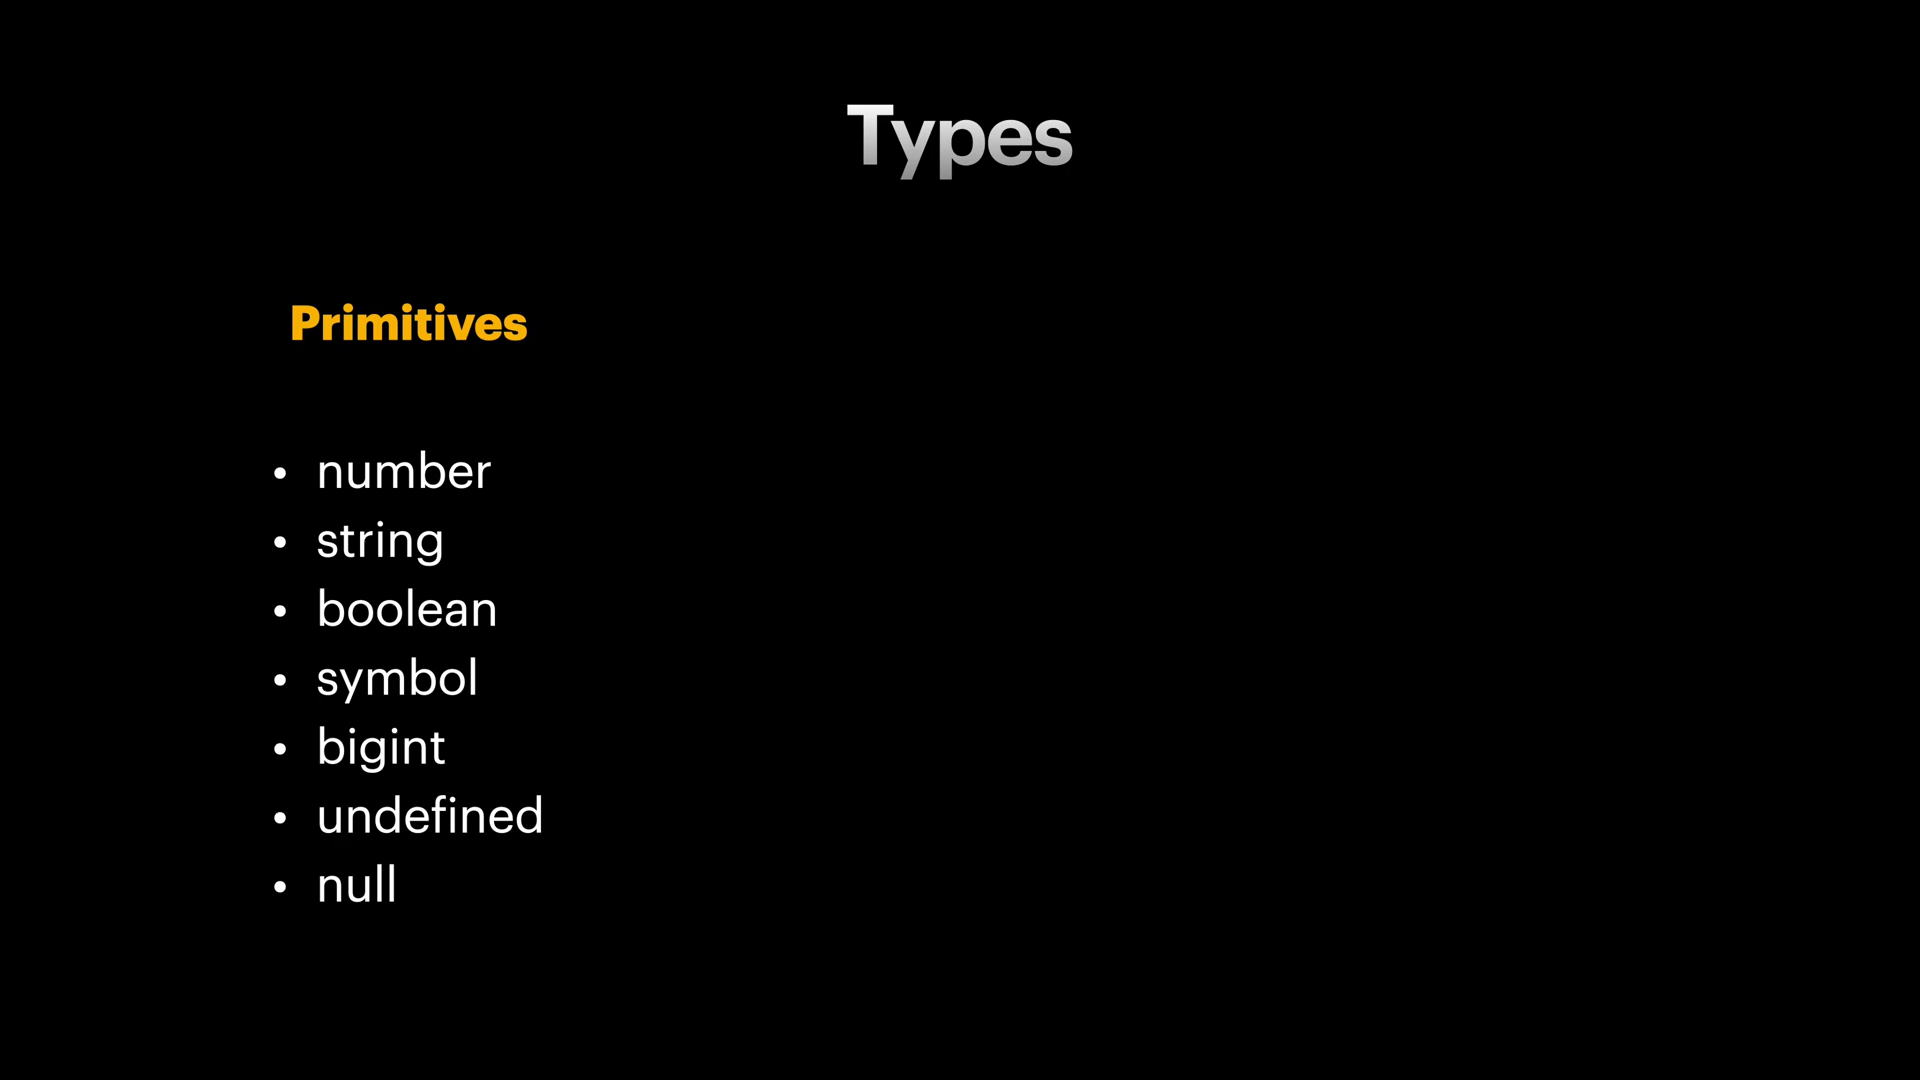 Types
Primitives
• number
• string
• boolean
• symbol
• bigint
• undefined
• null